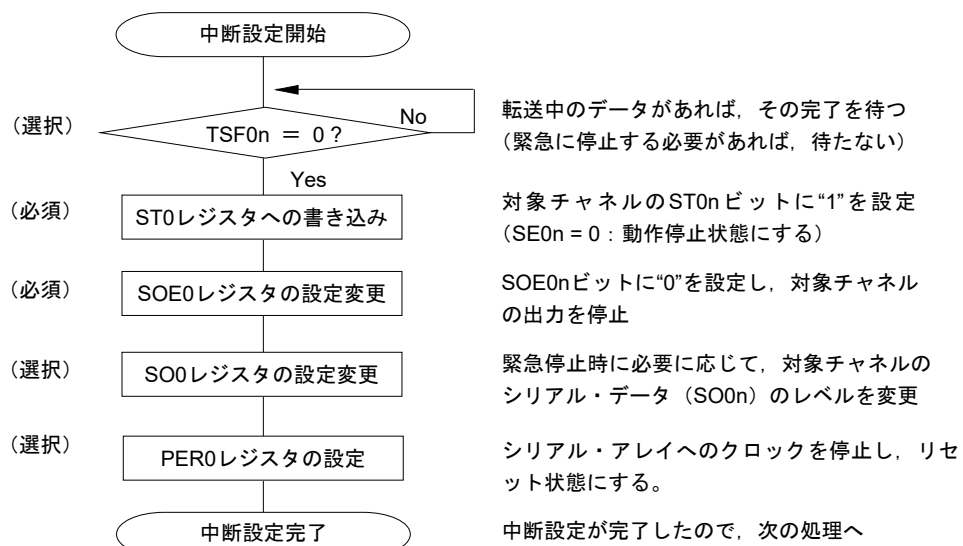 中断設定開始
(選択)
TSF0n = 0 ?
No
転送中のデータがあれば，その完了を待つ
(緊急に停止する必要があれば，待たない)
Yes
(必須)
ST0レジスタへの書き込み
対象チャネルのST0nビットに“1”を設定
(SE0n = 0：動作停止状態にする)
(必須)
SOE0レジスタの設定変更
SOE0nビットに“0”を設定し，対象チャネル
の出力を停止
(選択)
SO0レジスタの設定変更
緊急停止時に必要に応じて，対象チャネルの
シリアル・データ（SO0n）のレベルを変更
(選択)
PER0レジスタの設定
シリアル・アレイへのクロックを停止し，リセ
ット状態にする。
中断設定完了
中断設定が完了したので，次の処理へ